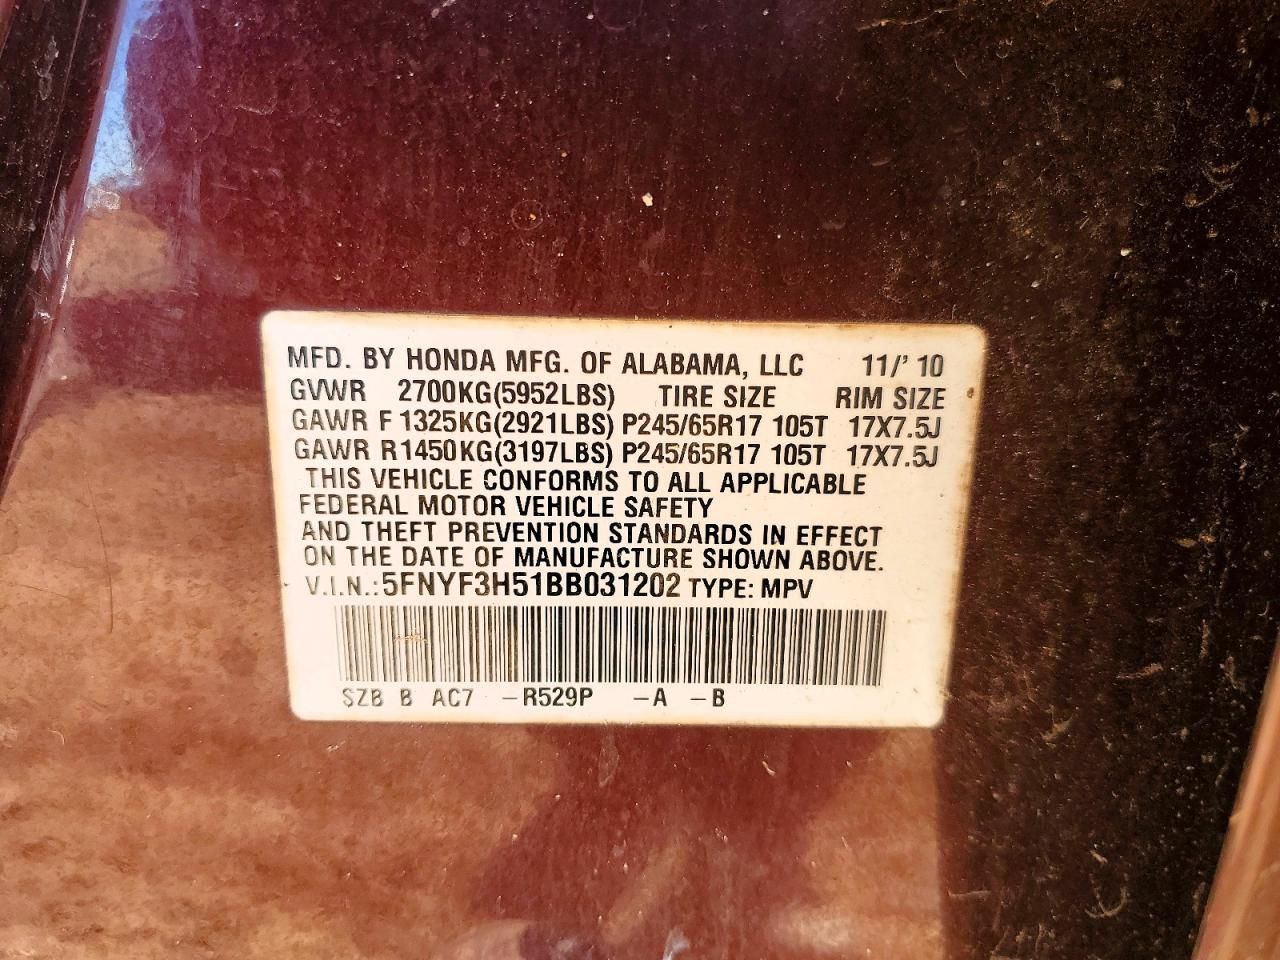 MFD. BY HONDA MFG. OF ALABAMA, LLC 11/' 10
GVWR 2700KG(5952LBS) TIRE SIZE RIM SIZE
GAWR F 1325KG(2921LBS) P245/65R17 105T 17X7.5J
GAWR R1450KG(3197LBS) P245/65R17 105T 17X7.5J
THIS VEHICLE CONFORMS TO ALL APPLICABLE
FEDERAL MOTOR VEHICLE SAFETY
AND THEFT PREVENTION STANDARDS IN EFFECT
ON THE DATE OF MANUFACTURE SHOWN ABOVE.
V.I.N.:5FNYF3H51BB031202 TYPE: MPV
SZB B AC7 -R529P -A -B